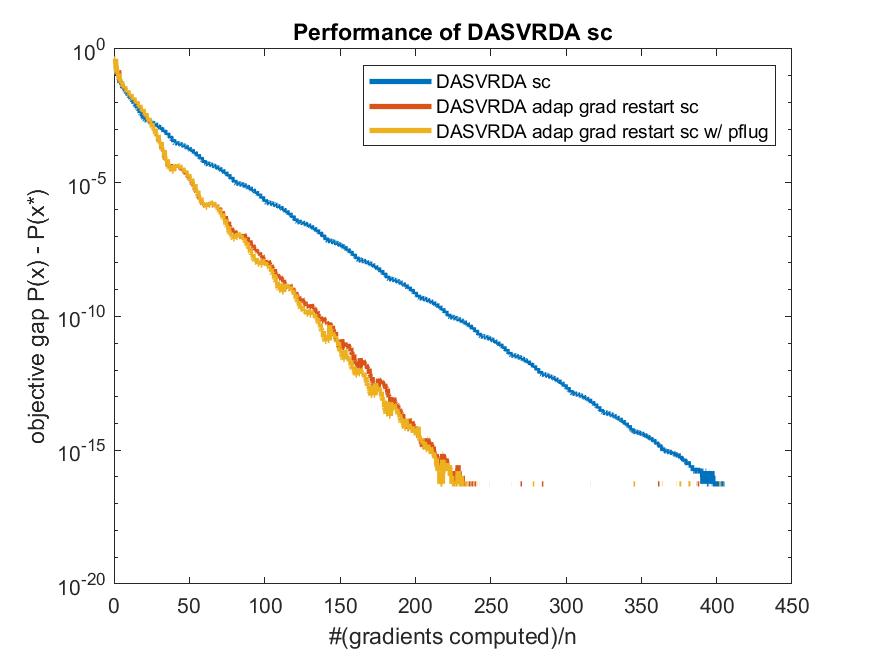 Performance of DASVRDA sc
10^0
10^-5
10^-10
10^-15
10^-20
objective gap P(x) - P(x*)
DASVRDA sc
DASVRDA adap grad restart sc
DASVRDA adap grad restart sc w/ pflug
0 50 100 150 200 250 300 350 400 450
#(gradients computed)/n